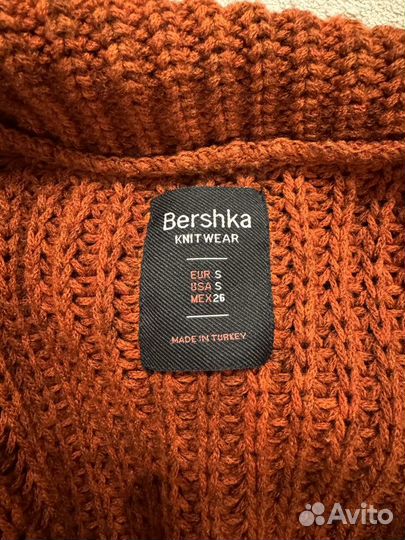 Bershka
KNITWEAR
EUR S
USA S
MEX 26
MADE IN TURKEY
Avito